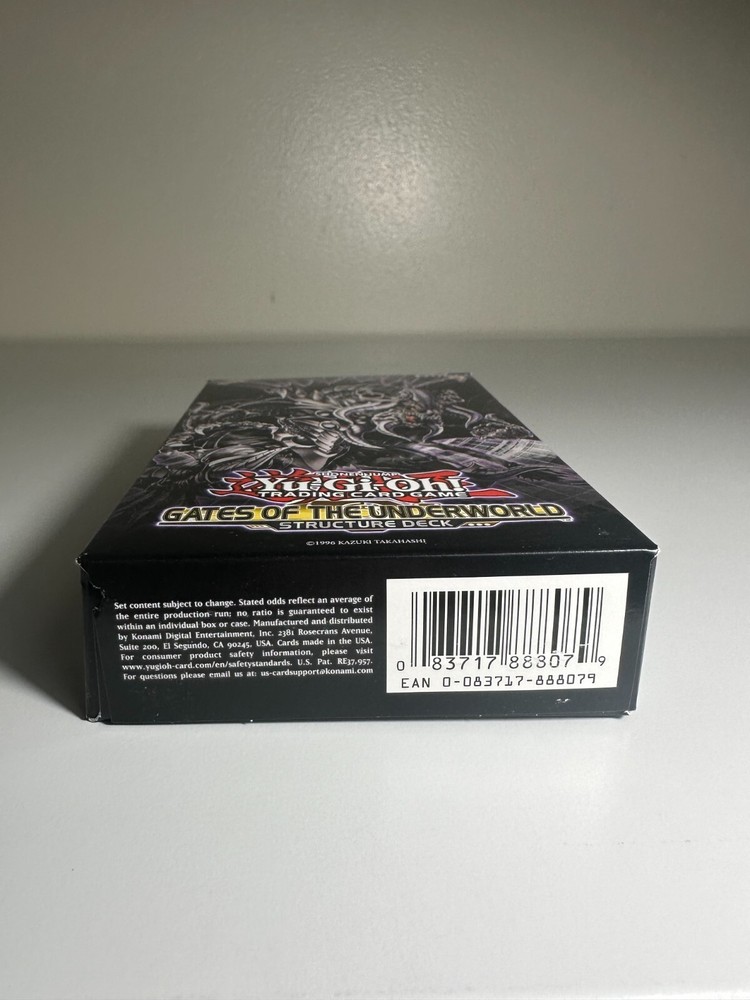 SHONEN JUMP
Yu-Gi-Oh!
TRADING CARD GAME
GATES OF THE UNDERWORLD
STRUCTURE DECK
©1996 KAZUKI TAKAHASHI
Set content subject to change. Stated odds reflect an average of
the entire production run; no ratio is guaranteed to exist
within an individual box or case. Manufactured and distributed
by Konami Digital Entertainment, Inc. 2381 Rosecrans Avenue,
Suite 200, El Segundo, CA 90245, USA. Cards made in the USA.
For consumer product safety information, please visit
www.yugioh-card.com/en/safetystandards. U.S. Pat. RE37,957.
For questions please email us at: us-cardsupport@konami.com
0 83717 88807 9
EAN 0-083717-888079